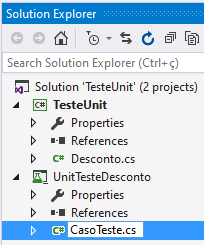 Solution Explorer
Search Solution Explorer (Ctrl+ç)
Solution 'TesteUnit' (2 projects)
C# TesteUnit
Properties
References
C# Desconto.cs
UnitTesteDesconto
Properties
References
C# CasoTeste.cs